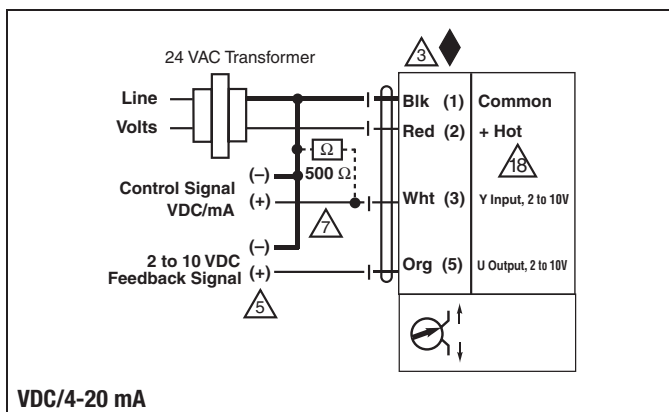 24 VAC Transformer
3
Line
Blk (1) Common
Volts
Red (2) + Hot
Ω
18
(–)
500 Ω
Control Signal
VDC/mA
(+)
Wht (3) Y Input, 2 to 10V
7
(–)
2 to 10 VDC
Feedback Signal
(+)
Org (5) U Output, 2 to 10V
5
VDC/4-20 mA